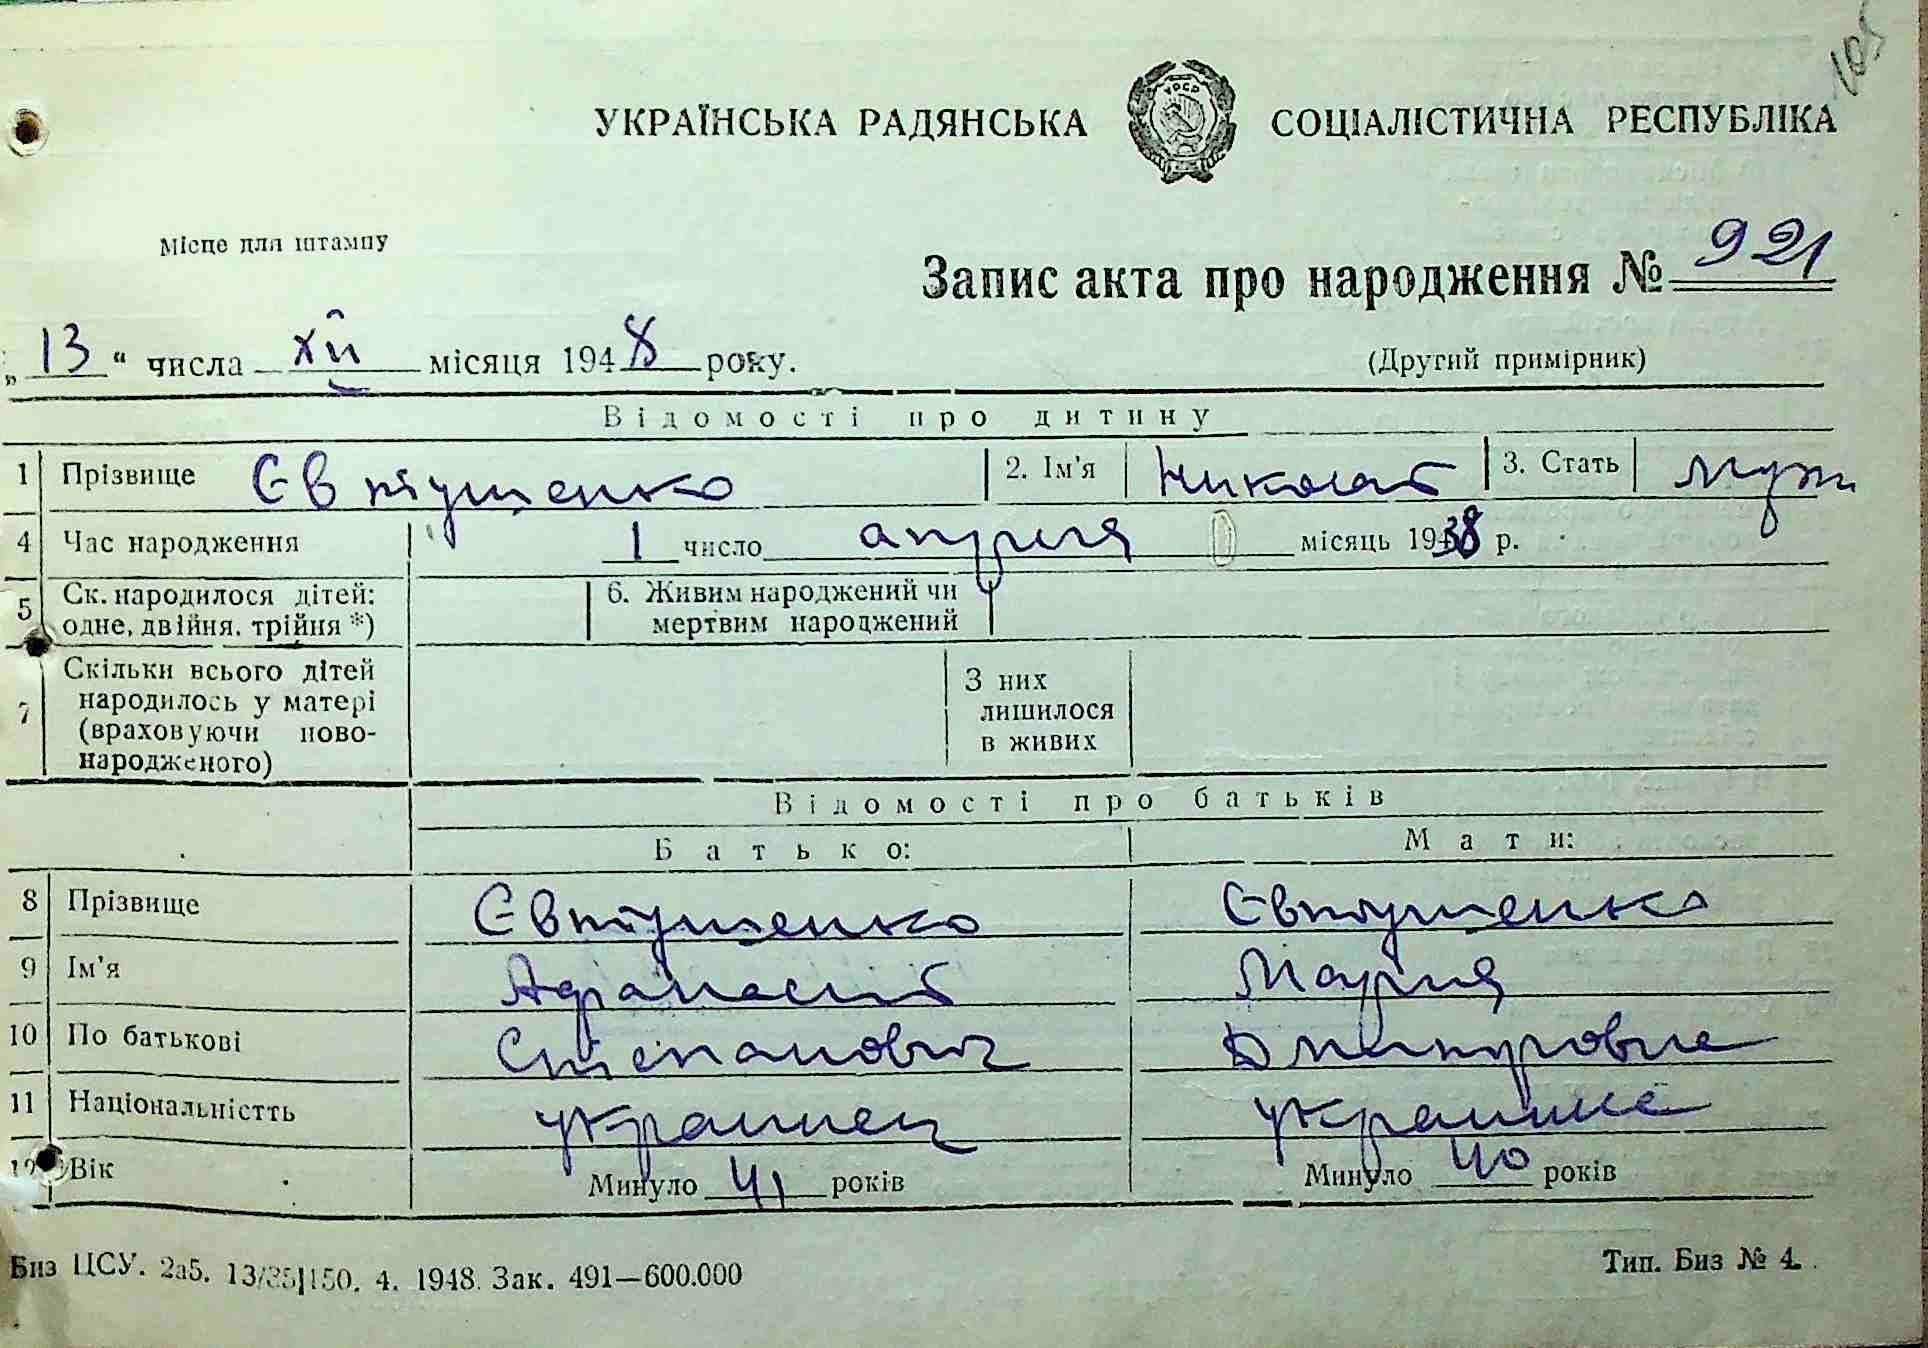 105
УКРАЇНСЬКА РАДЯНСЬКА СОЦІАЛІСТИЧНА РЕСПУБЛІКА
УРСР
Місце для штампу
Запис акта про народження № 921
„13“ числа XII місяця 1948 року.
(Другий примірник)
Відомості про дитину
1 Прізвище Євтушенко 2. Ім'я Николай 3. Стать муж
4 Час народження 1 число апреля місяць 1938 р.
5 Ск. народилося дітей: одне, двійня, трійня *) 6. Живим народжений чи мертвим народжений
7 Скільки всього дітей народилось у матері (враховуючи ново-народженого) З них лишилося в живих
Відомості про батьків
Батько: Мати:
8 Прізвище Євтушенко Євтушенко
9 Ім'я Афанасий Мария
10 По батькові Степанович Дмитровна
11 Національністть украинец украинка
12 Вік Минуло 41 років Минуло 40 років
Биз ЦСУ. 2а5. 13/35|150. 4. 1948. Зак. 491—600.000
Тип. Биз № 4.